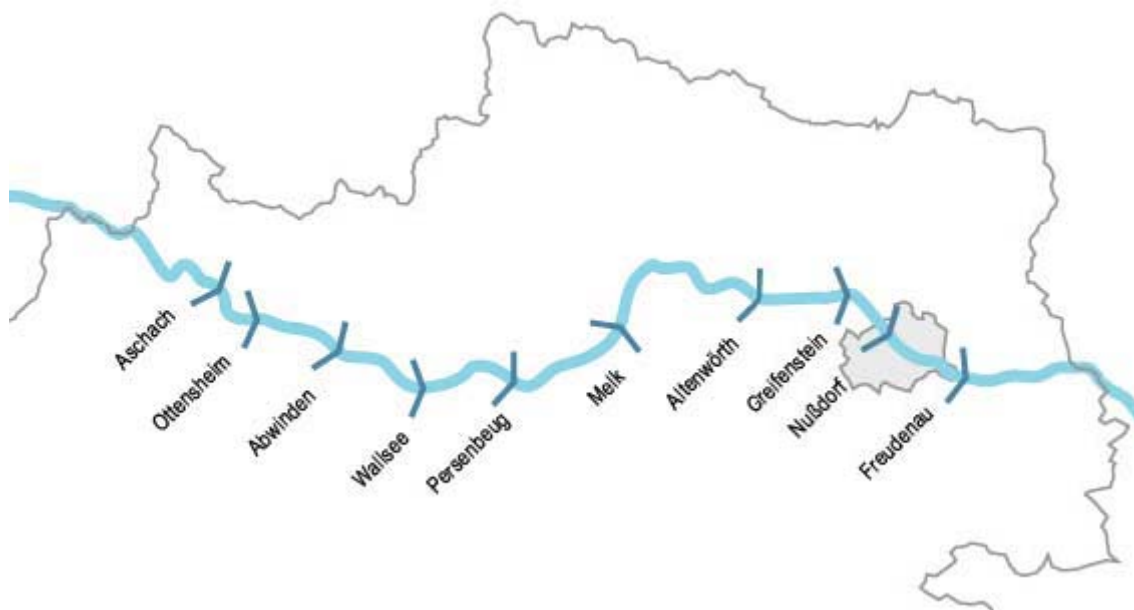 Aschach
Ottensheim
Abwinden
Wallsee
Persenbeug
Melk
Altenwörth
Greifenstein
Nußdorf
Freudenau